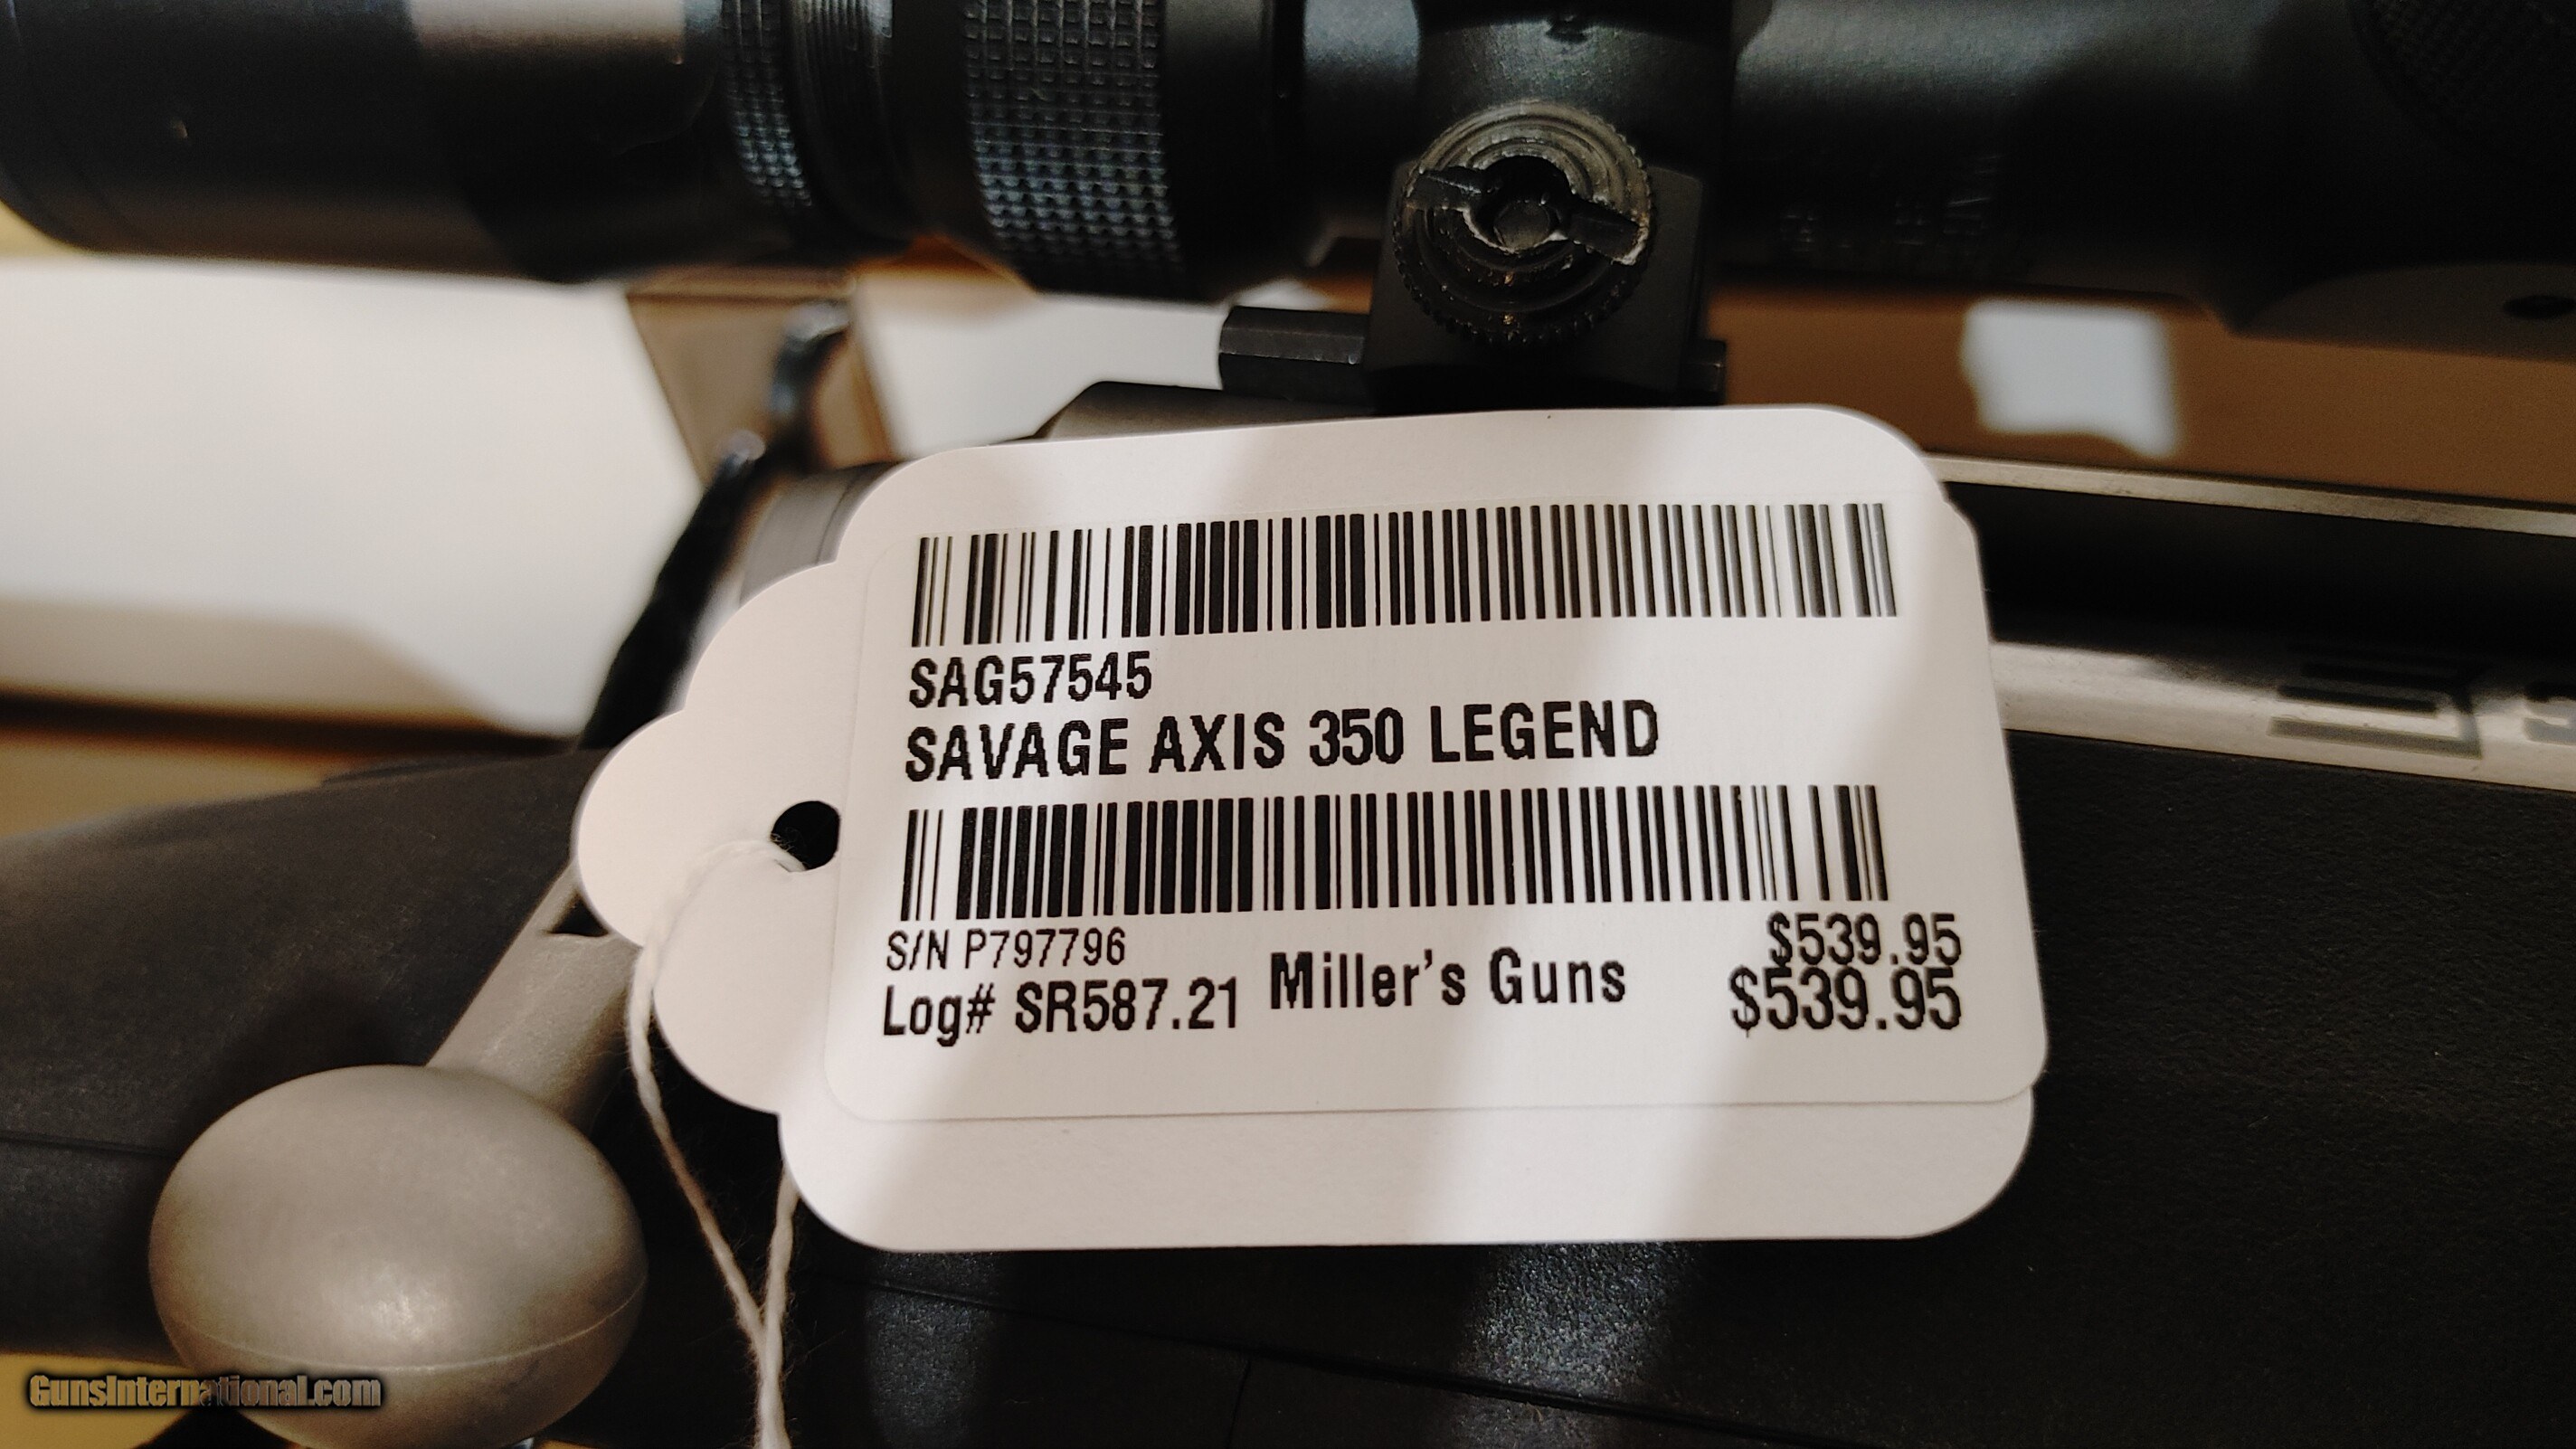 SAG57545
SAVAGE AXIS 350 LEGEND
S/N P797796
$539.95
Log# SR587.21
Miller's Guns
$539.95
GunsInternational.com